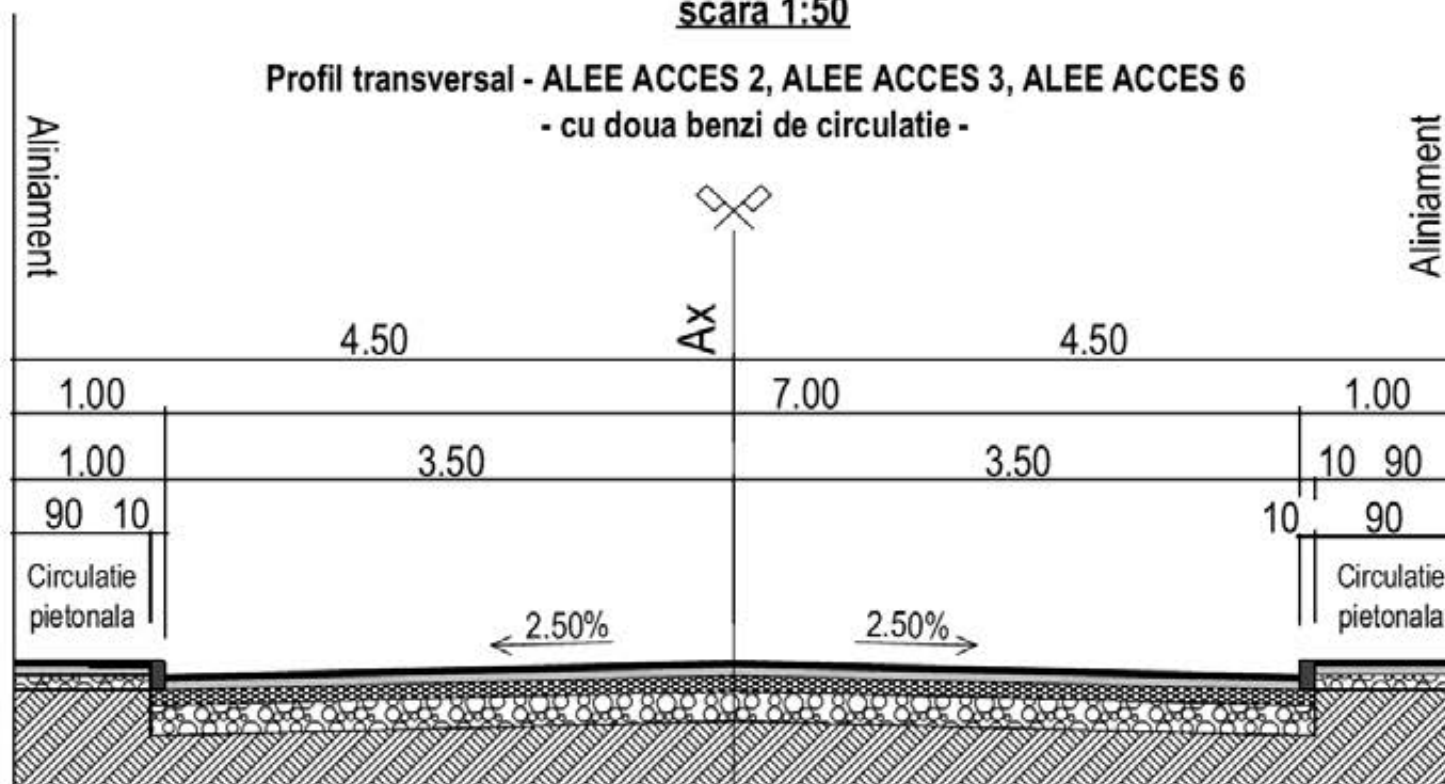 scara 1:50
Profil transversal - ALEE ACCES 2, ALEE ACCES 3, ALEE ACCES 6
- cu doua benzi de circulatie -
Aliniament
Aliniament
Ax
4.50 4.50
1.00 7.00 1.00
1.00 3.50 3.50 10 90
90 10 10 90
Circulatie
pietonala
Circulatie
pietonala
2.50% 2.50%